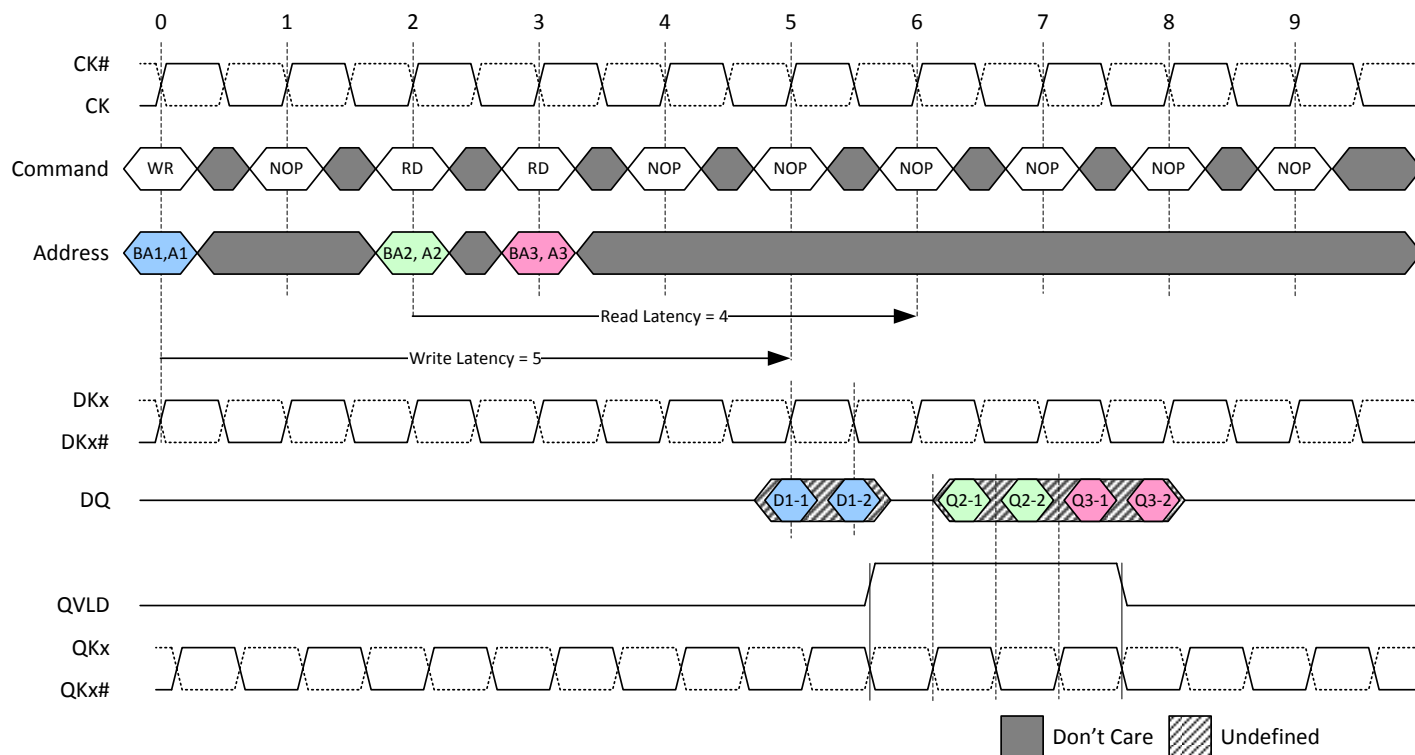 0 1 2 3 4 5 6 7 8 9
CK#
CK
Command WR NOP RD RD NOP NOP NOP NOP NOP NOP
Address BA1,A1 BA2, A2 BA3, A3
Read Latency = 4
Write Latency = 5
DKx
DKx#
DQ D1-1 D1-2 Q2-1 Q2-2 Q3-1 Q3-2
QVLD
QKx
QKx#
Don't Care Undefined